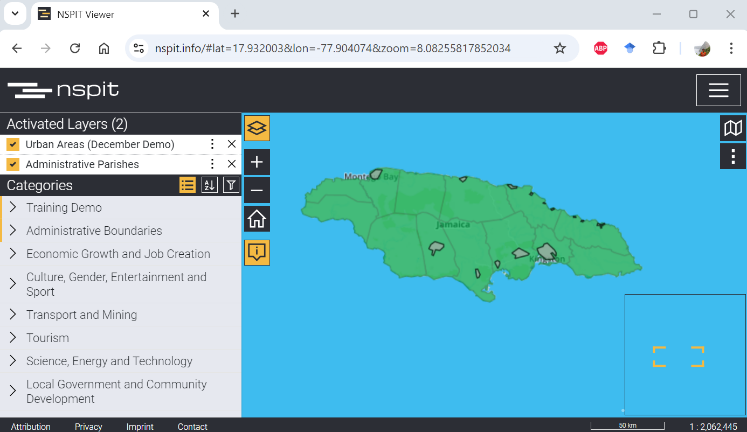 NSPIT Viewer
nspit.info/#lat=17.932003&lon=-77.904074&zoom=8.08255817852034
ABP
nspit
Activated Layers (2)
Urban Areas (December Demo)
Administrative Parishes
Categories
Training Demo
Administrative Boundaries
Economic Growth and Job Creation
Culture, Gender, Entertainment and
Sport
Transport and Mining
Tourism
Science, Energy and Technology
Local Government and Community
Development
Montego Bay
Jamaica
Kingston
50 km
1 : 2,062,445
Attribution
Privacy
Imprint
Contact